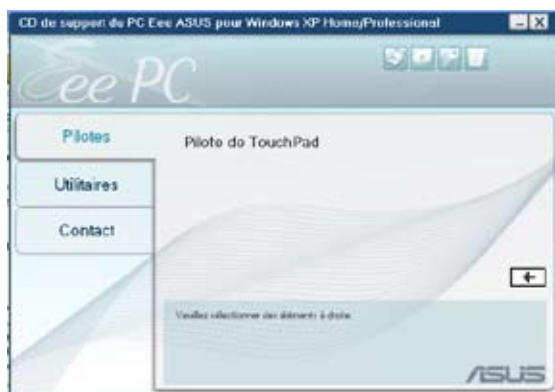 CD de support du PC Eee ASUS pour Windows XP Home/Professional
Eee PC
Pilotes
Pilote do TouchPad
Utilitaires
Contact
Veuillez sélectionner des éléments à droite.
ASUS